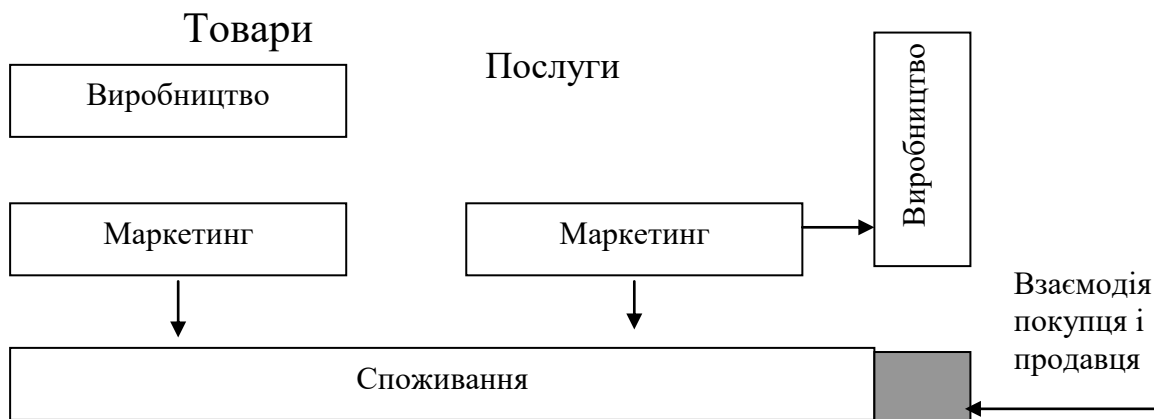 Товари
Послуги
Виробництво
Виробництво
Маркетинг
Маркетинг
Взаємодія
покупця і
продавця
Споживання